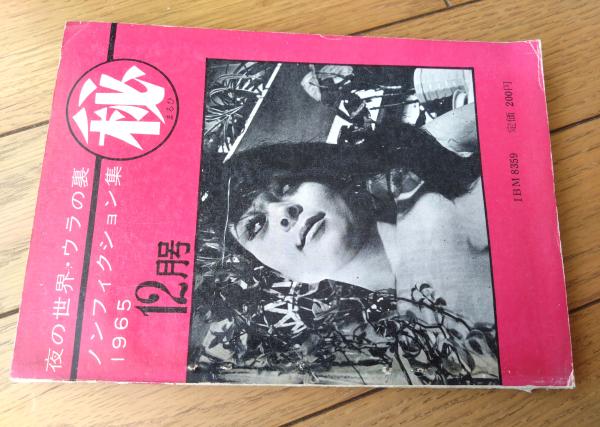 秘
まるひ
夜の世界・ウラの裏
ノンフィクション集
1965
12月号
IBM 8359
定価 200円